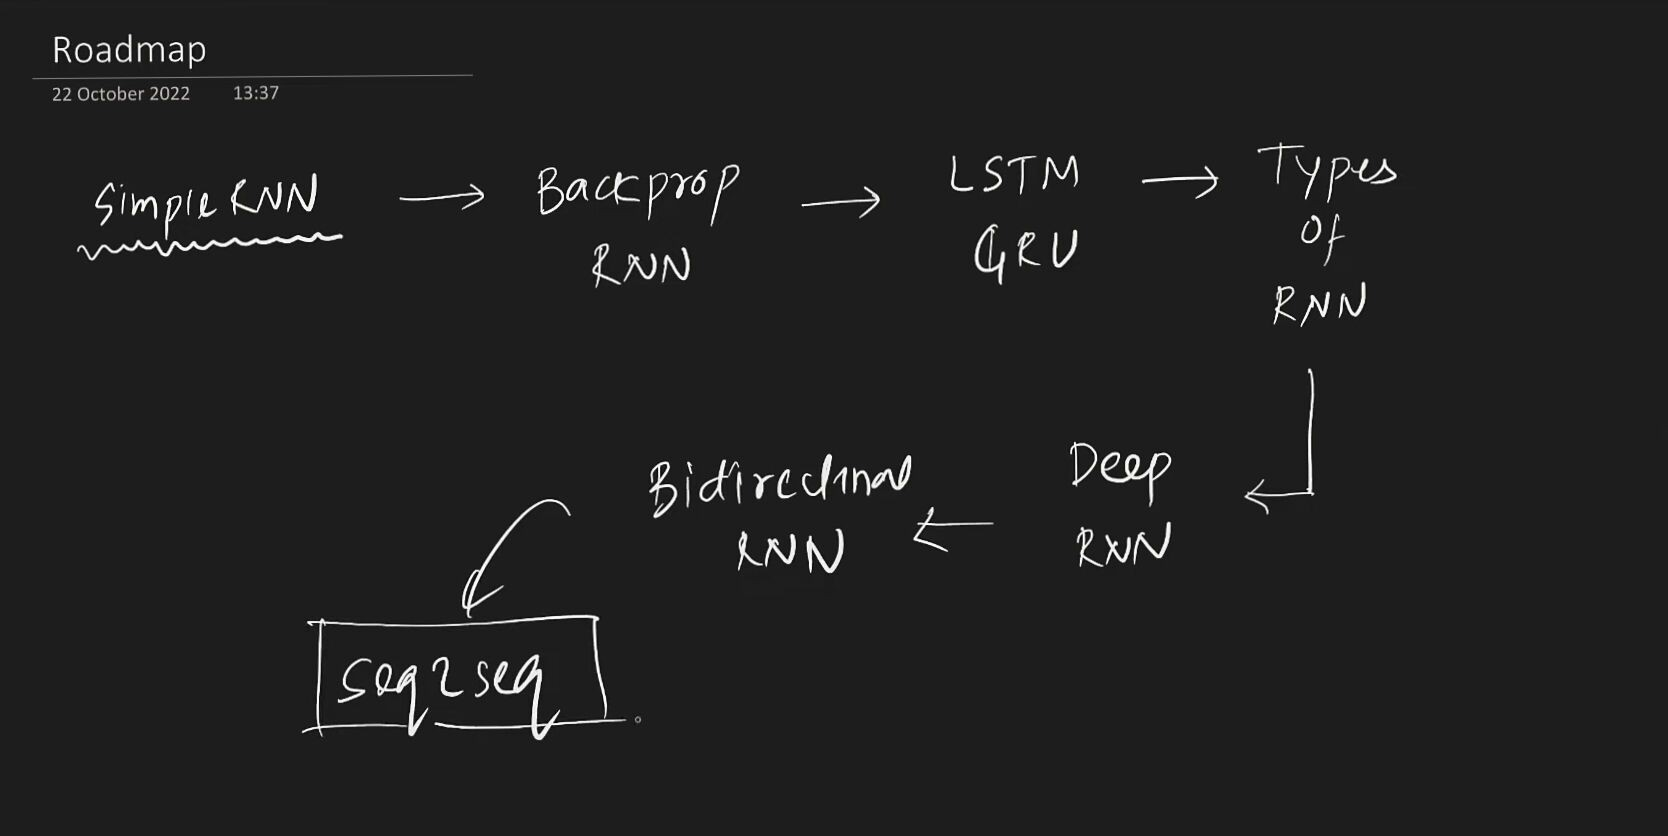 Roadmap
22 October 2022 13:37
Simple RNN → Backprop → LSTM → Types
RNN GRU Of
RNN
Bidirectinal ← Deep
RNN RNN
seq2seq